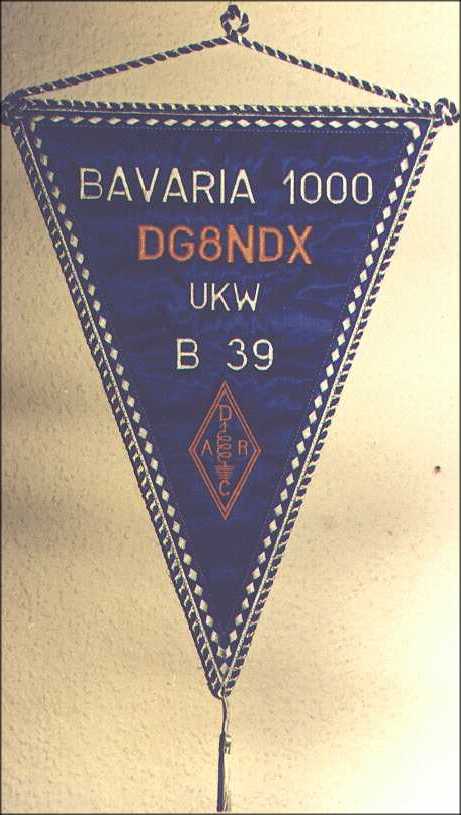 BAVARIA 1000
DG8NDX
UKW
B 39
D
A R
C